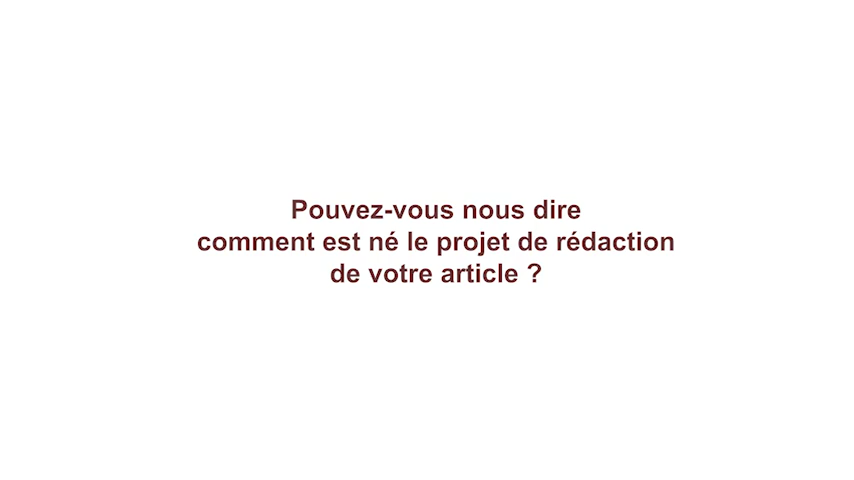 Pouvez-vous nous dire
comment est né le projet de rédaction
de votre article ?